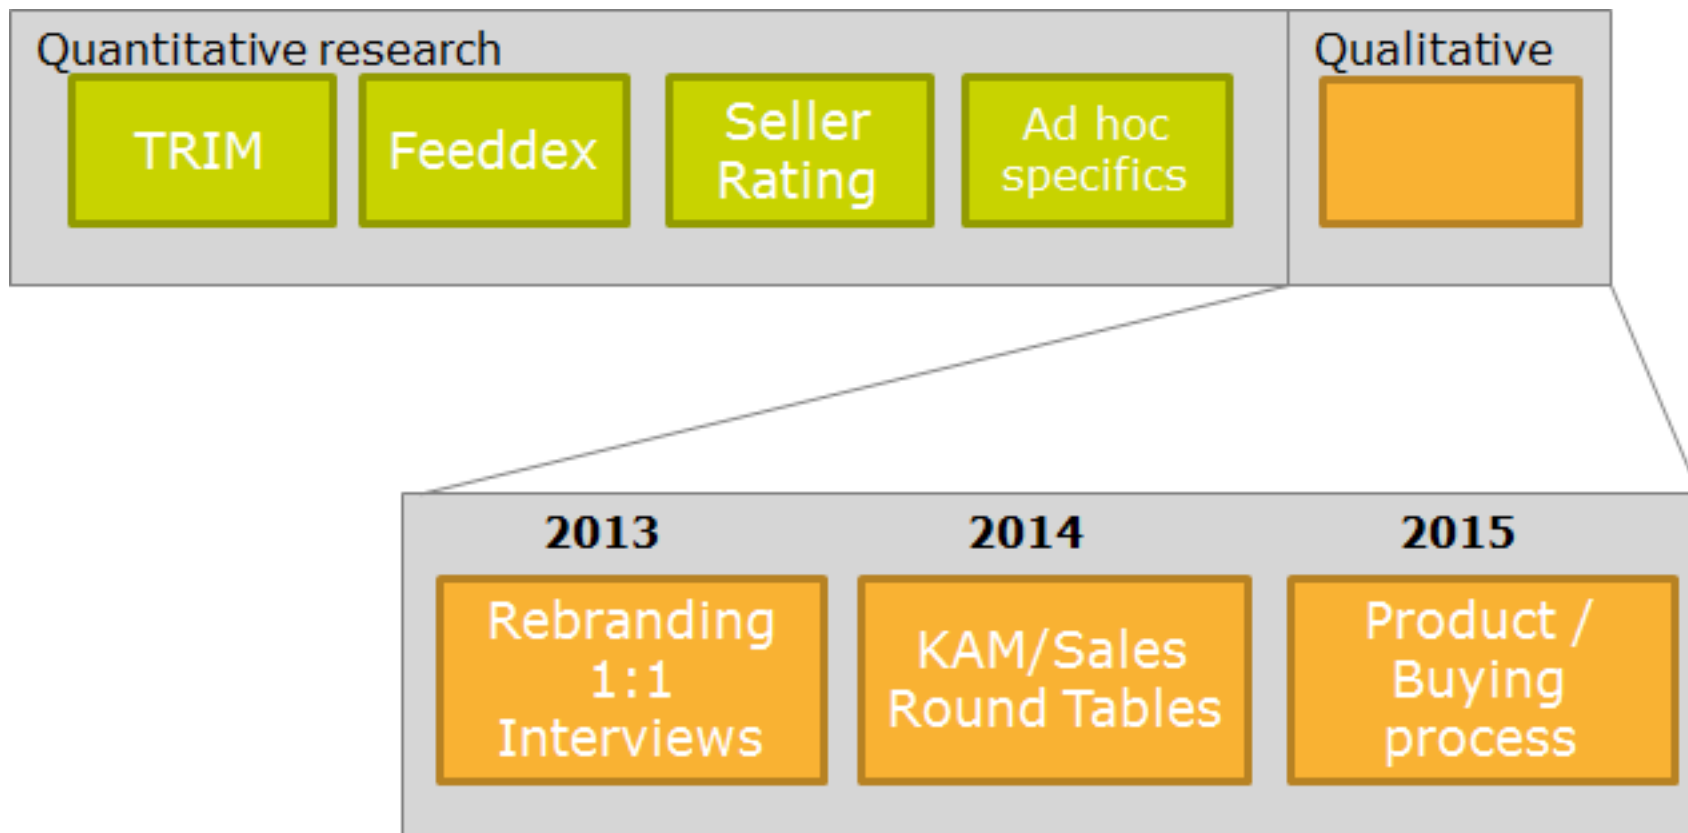 Quantitative research
Qualitative
TRIM
Feeddex
Seller
Rating
Ad hoc
specifics
2013
2014
2015
Rebranding
1:1
Interviews
KAM/Sales
Round Tables
Product /
Buying
process